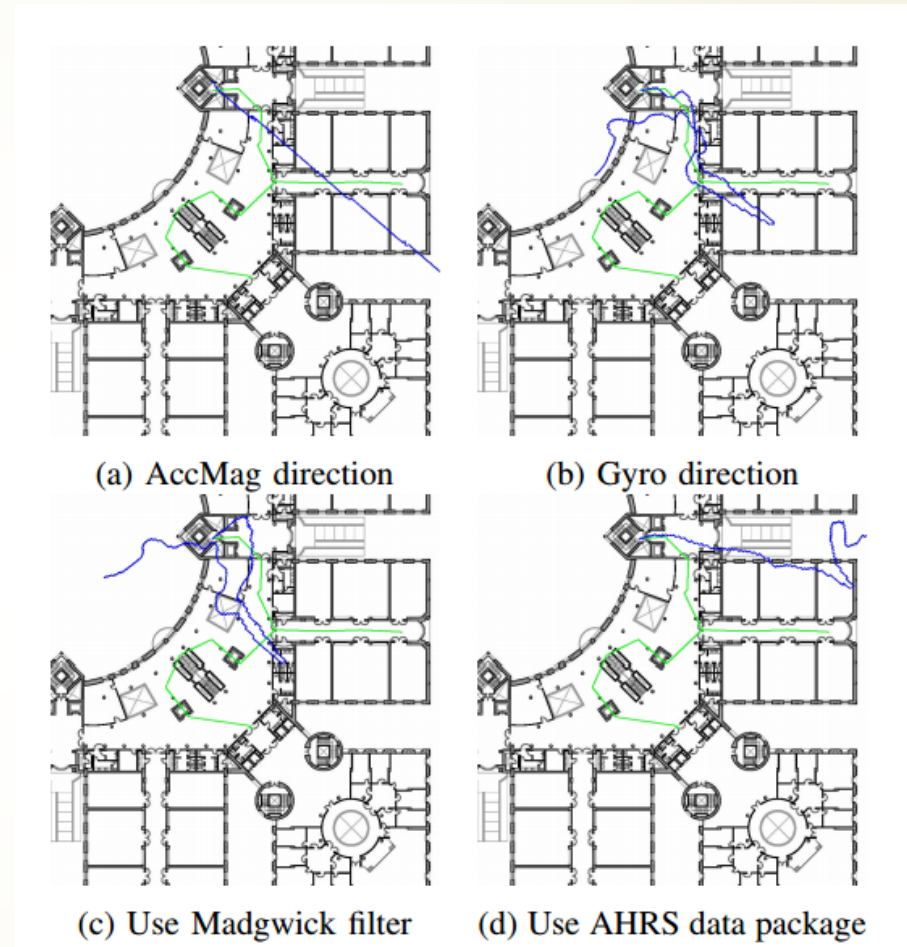 (a) AccMag direction
(b) Gyro direction
(c) Use Madgwick filter
(d) Use AHRS data package